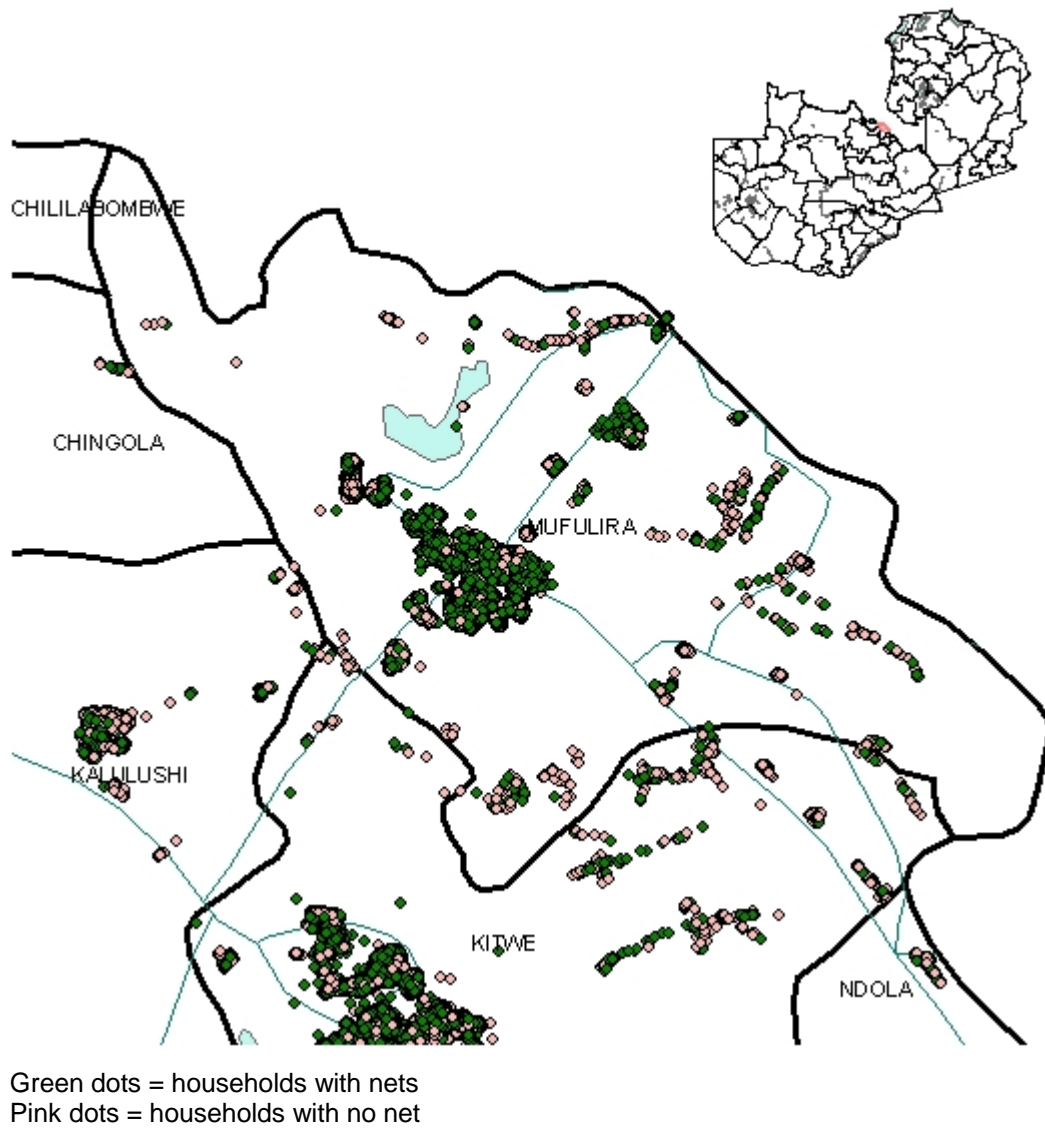 CHILILABOMBWE
CHINGOLA
MUFULIRA
KALULUSHI
KITWE
NDOLA
Green dots = households with nets
Pink dots = households with no net